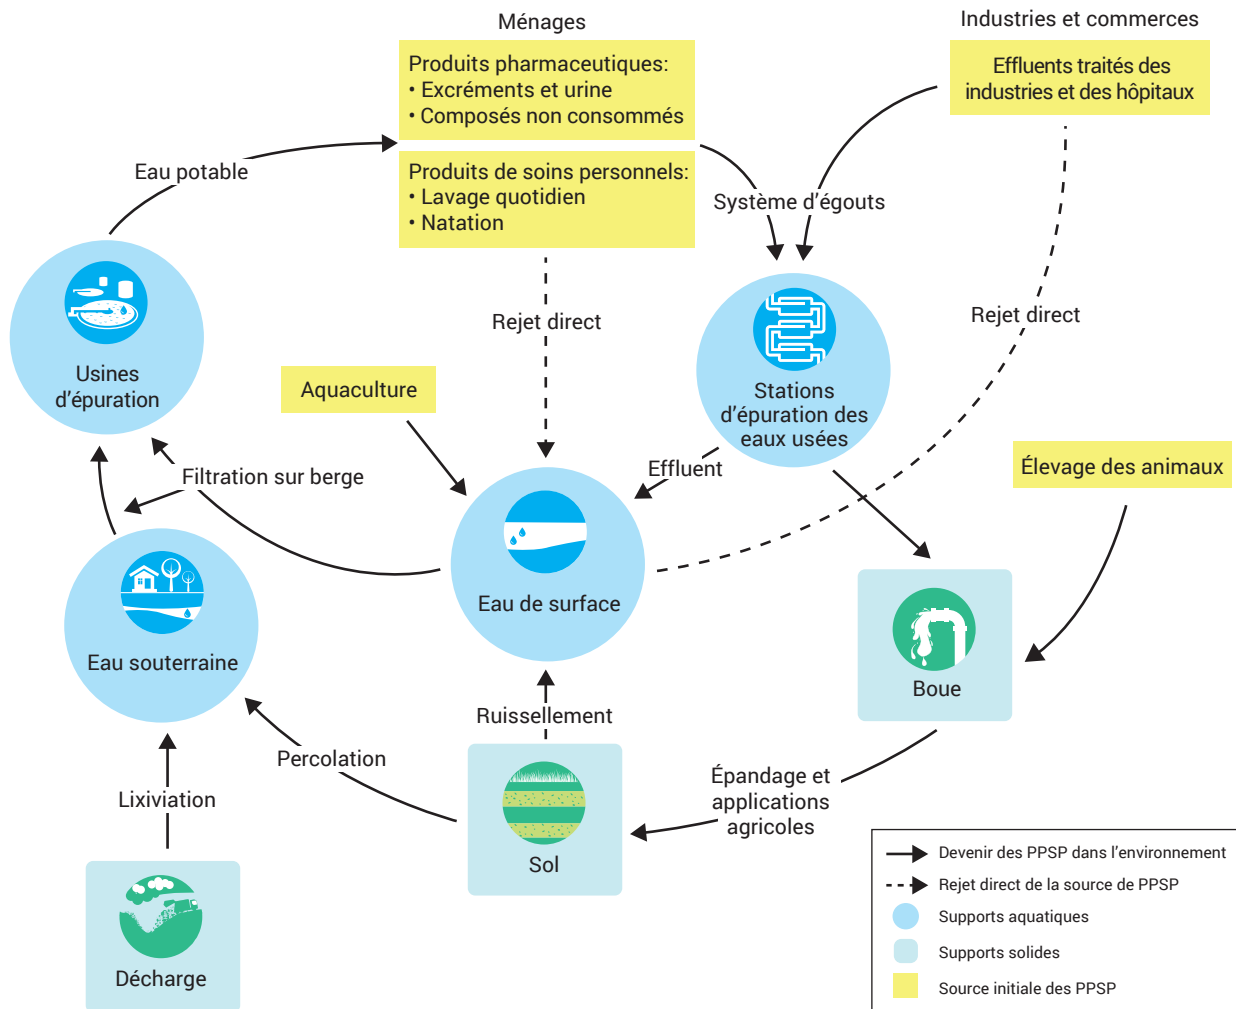 Ménages
Industries et commerces
Produits pharmaceutiques:
• Excréments et urine
• Composés non consommés
Effluents traités des
industries et des hôpitaux
Eau potable
Produits de soins personnels:
• Lavage quotidien
• Natation
Système d'égouts
Rejet direct
Rejet direct
Usines
d'épuration
Aquaculture
Stations
d'épuration des
eaux usées
Effluent
Élevage des animaux
Filtration sur berge
Eau de surface
Eau souterraine
Boue
Ruissellement
Percolation
Lixiviation
Épandage et
applications
agricoles
Sol
Décharge
Devenir des PPSP dans l'environnement
Rejet direct de la source de PPSP
Supports aquatiques
Supports solides
Source initiale des PPSP